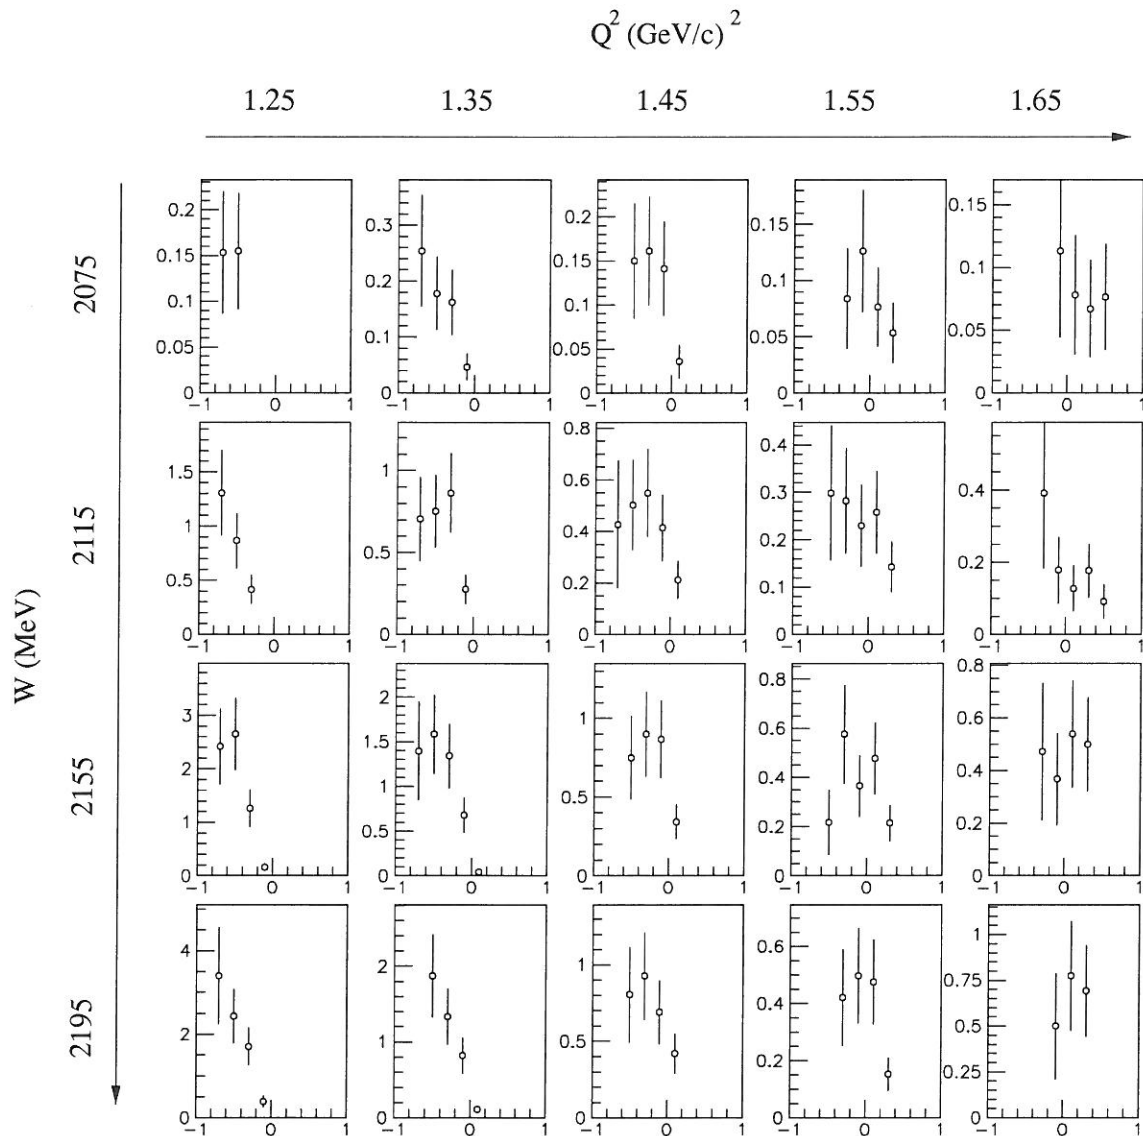 Q² (GeV/c)²
1.25 1.35 1.45 1.55 1.65
W (MeV)
2075
0.2 0.15 0.1 0.05 0 -1 0 1
0.3 0.2 0.1 0 -1 0 1
0.2 0.15 0.1 0.05 0 -1 0 1
0.15 0.1 0.05 0 -1 0 1
0.15 0.1 0.05 0 -1 0 1
2115
1.5 1 0.5 0 -1 0 1
1 0.5 0 -1 0 1
0.8 0.6 0.4 0.2 0 -1 0 1
0.4 0.3 0.2 0.1 0 -1 0 1
0.4 0.2 0 -1 0 1
2155
3 2 1 0 -1 0 1
2 1.5 1 0.5 0 -1 0 1
1 0.5 0 -1 0 1
0.8 0.6 0.4 0.2 0 -1 0 1
0.8 0.6 0.4 0.2 0 -1 0 1
2195
4 2 0 -1 0 1
2 1 0 -1 0 1
1 0.5 0 -1 0 1
0.6 0.4 0.2 0 -1 0 1
1 0.75 0.5 0.25 0 -1 0 1